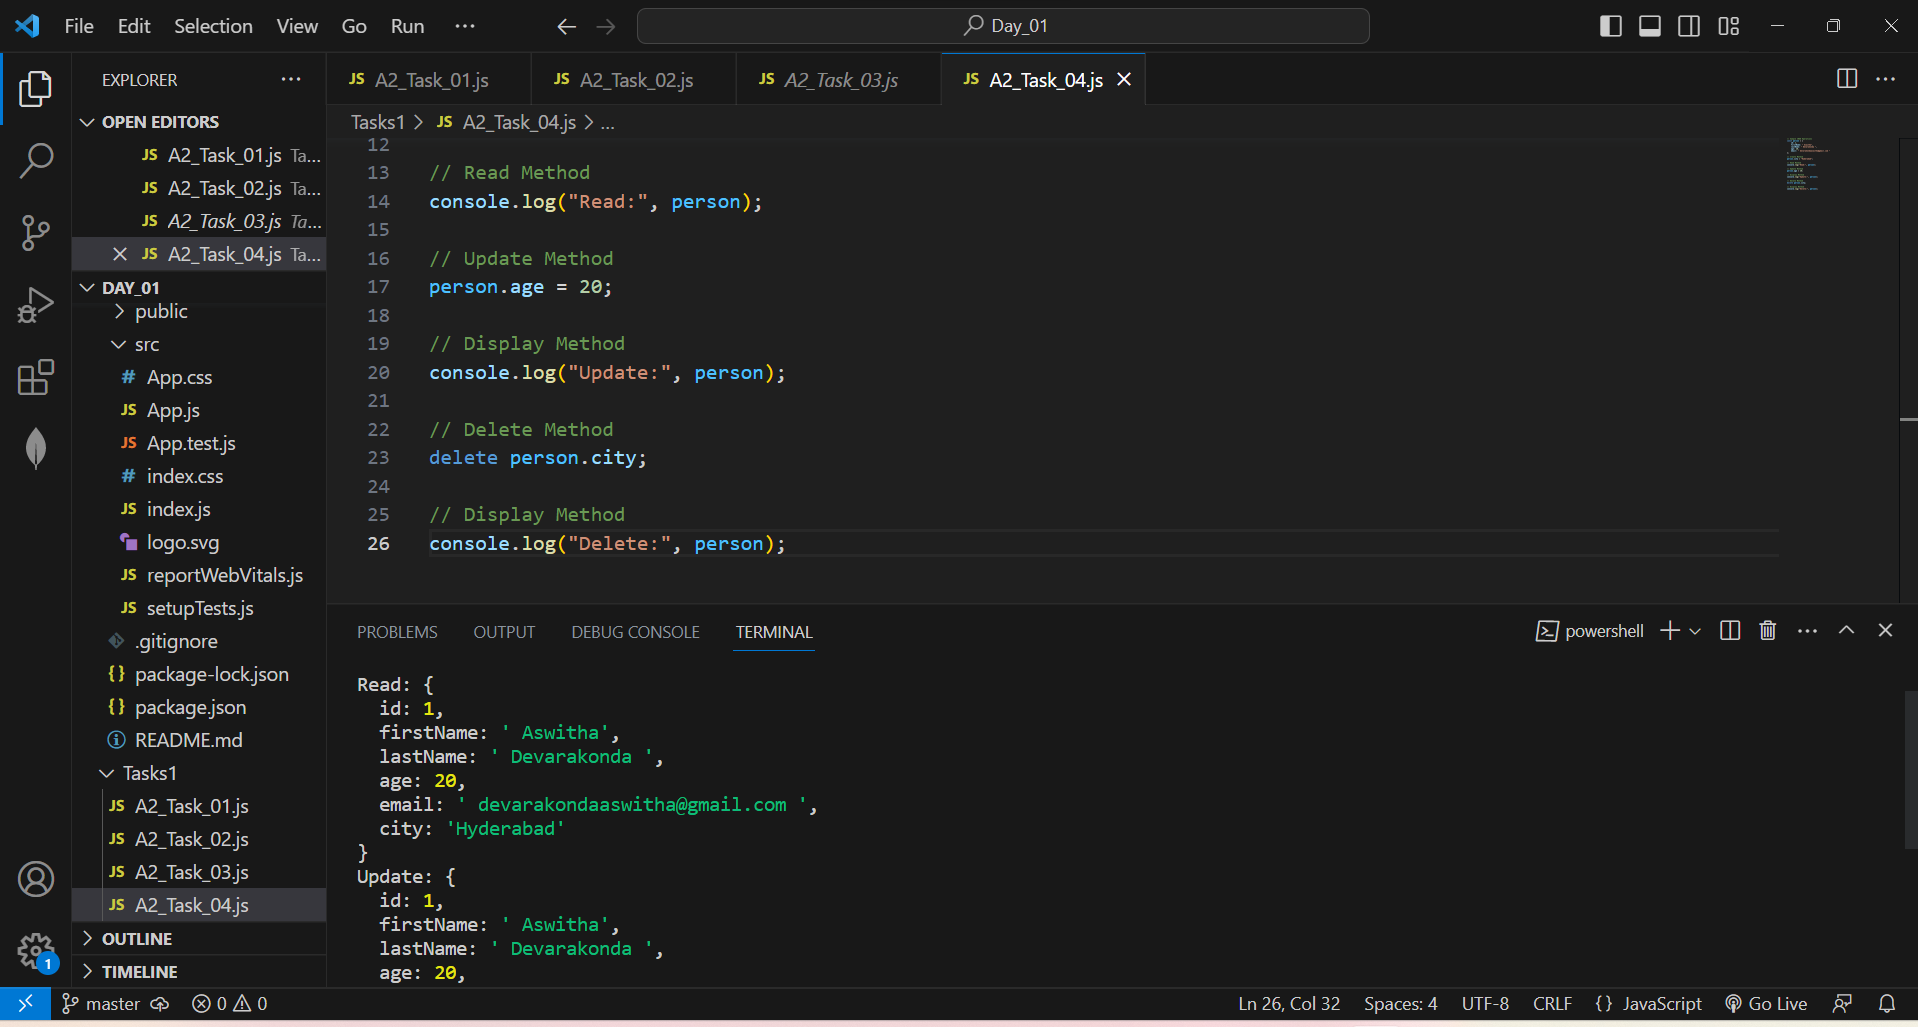 File Edit Selection View Go Run ...
Day_01
EXPLORER ...
OPEN EDITORS
JS A2_Task_01.js Ta...
JS A2_Task_02.js Ta...
JS A2_Task_03.js Ta...
JS A2_Task_04.js Ta...
DAY_01
public
src
# App.css
JS App.js
JS App.test.js
# index.css
JS index.js
logo.svg
JS reportWebVitals.js
JS setupTests.js
.gitignore
{} package-lock.json
{} package.json
README.md
Tasks1
JS A2_Task_01.js
JS A2_Task_02.js
JS A2_Task_03.js
JS A2_Task_04.js
OUTLINE
TIMELINE
1
JS A2_Task_01.js JS A2_Task_02.js JS A2_Task_03.js JS A2_Task_04.js
Tasks1 > JS A2_Task_04.js > ...
12
13 // Read Method
14 console.log("Read:", person);
15
16 // Update Method
17 person.age = 20;
18
19 // Display Method
20 console.log("Update:", person);
21
22 // Delete Method
23 delete person.city;
24
25 // Display Method
26 console.log("Delete:", person);
PROBLEMS OUTPUT DEBUG CONSOLE TERMINAL powershell
Read: {
id: 1,
firstName: ' Aswitha',
lastName: ' Devarakonda ',
age: 20,
email: ' devarakondaaswitha@gmail.com ',
city: 'Hyderabad'
}
Update: {
id: 1,
firstName: ' Aswitha',
lastName: ' Devarakonda ',
age: 20,
master 0 0 Ln 26, Col 32 Spaces: 4 UTF-8 CRLF {} JavaScript Go Live